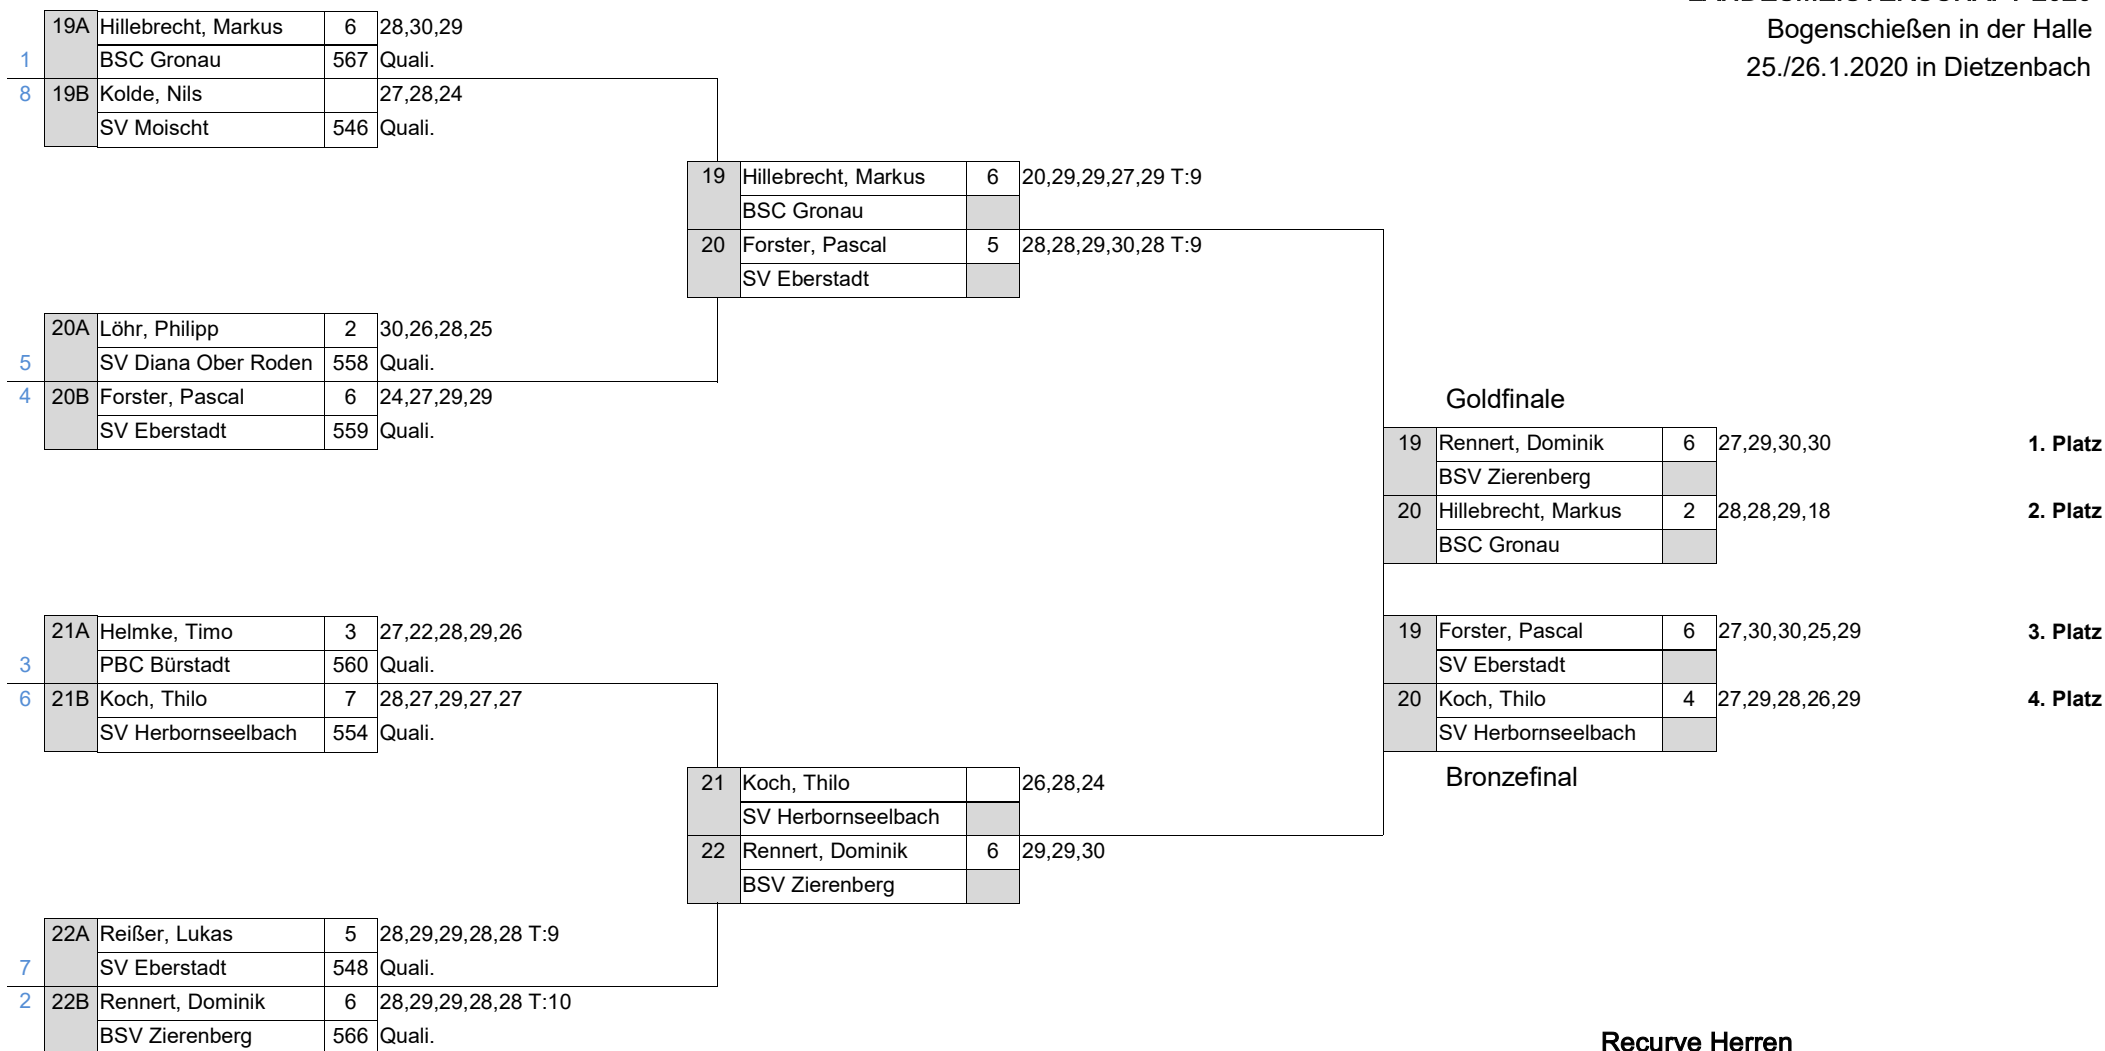 19A Hillebrecht, Markus 6 28,30,29
1 BSC Gronau 567 Quali.
8 19B Kolde, Nils 27,28,24
SV Moischt 546 Quali.
Bogenschießen in der Halle
25./26.1.2020 in Dietzenbach
19 Hillebrecht, Markus 6 20,29,29,27,29 T:9
BSC Gronau
20 Forster, Pascal 5 28,28,29,30,28 T:9
SV Eberstadt
20A Löhr, Philipp 2 30,26,28,25
5 SV Diana Ober Roden 558 Quali.
4 20B Forster, Pascal 6 24,27,29,29
SV Eberstadt 559 Quali.
Goldfinale
19 Rennert, Dominik 6 27,29,30,30 1. Platz
BSV Zierenberg
20 Hillebrecht, Markus 2 28,28,29,18 2. Platz
BSC Gronau
21A Helmke, Timo 3 27,22,28,29,26
3 PBC Bürstadt 560 Quali.
6 21B Koch, Thilo 7 28,27,29,27,27
SV Herbornseelbach 554 Quali.
19 Forster, Pascal 6 27,30,30,25,29 3. Platz
SV Eberstadt
20 Koch, Thilo 4 27,29,28,26,29 4. Platz
SV Herbornseelbach
Bronzefinal
21 Koch, Thilo 26,28,24
SV Herbornseelbach
22 Rennert, Dominik 6 29,29,30
BSV Zierenberg
22A Reißer, Lukas 5 28,29,29,28,28 T:9
7 SV Eberstadt 548 Quali.
2 22B Rennert, Dominik 6 28,29,29,28,28 T:10
BSV Zierenberg 566 Quali.
Recurve Herren